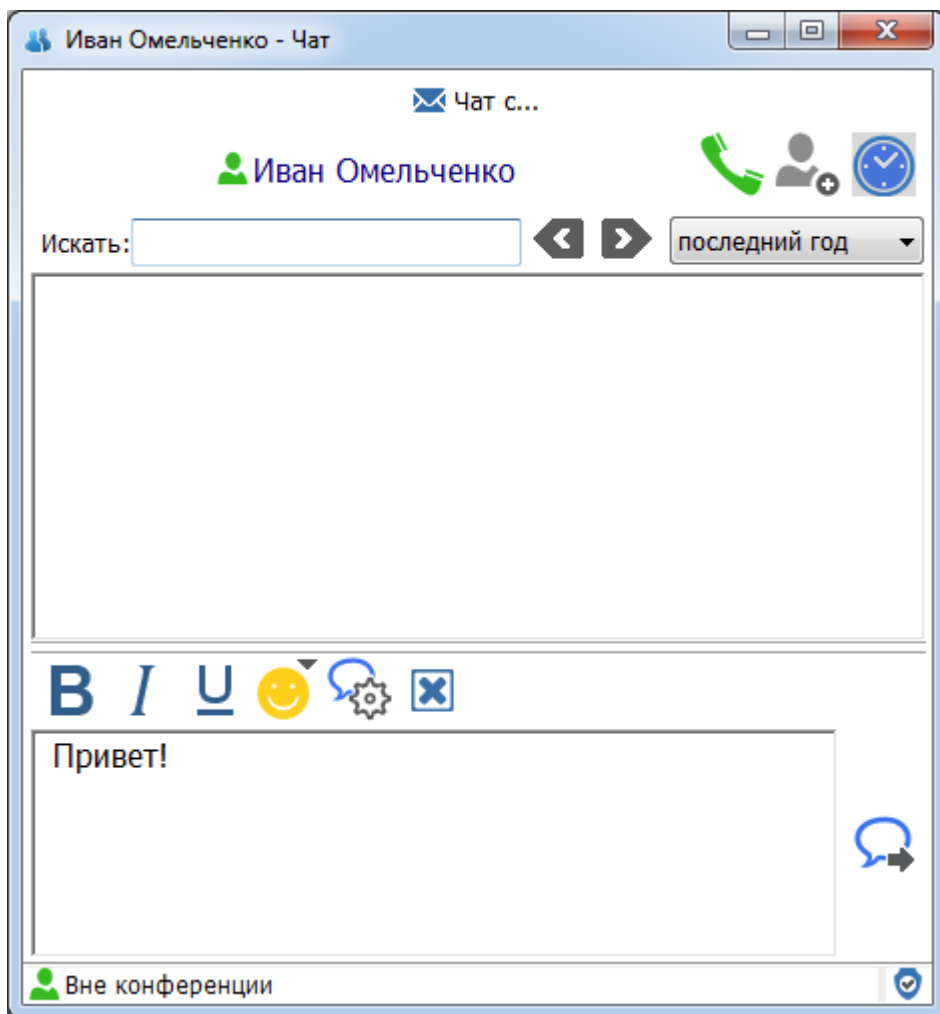 Иван Омельченко - Чат
Чат с...
Иван Омельченко
Искать:
последний год
B I U
Привет!
Вне конференции